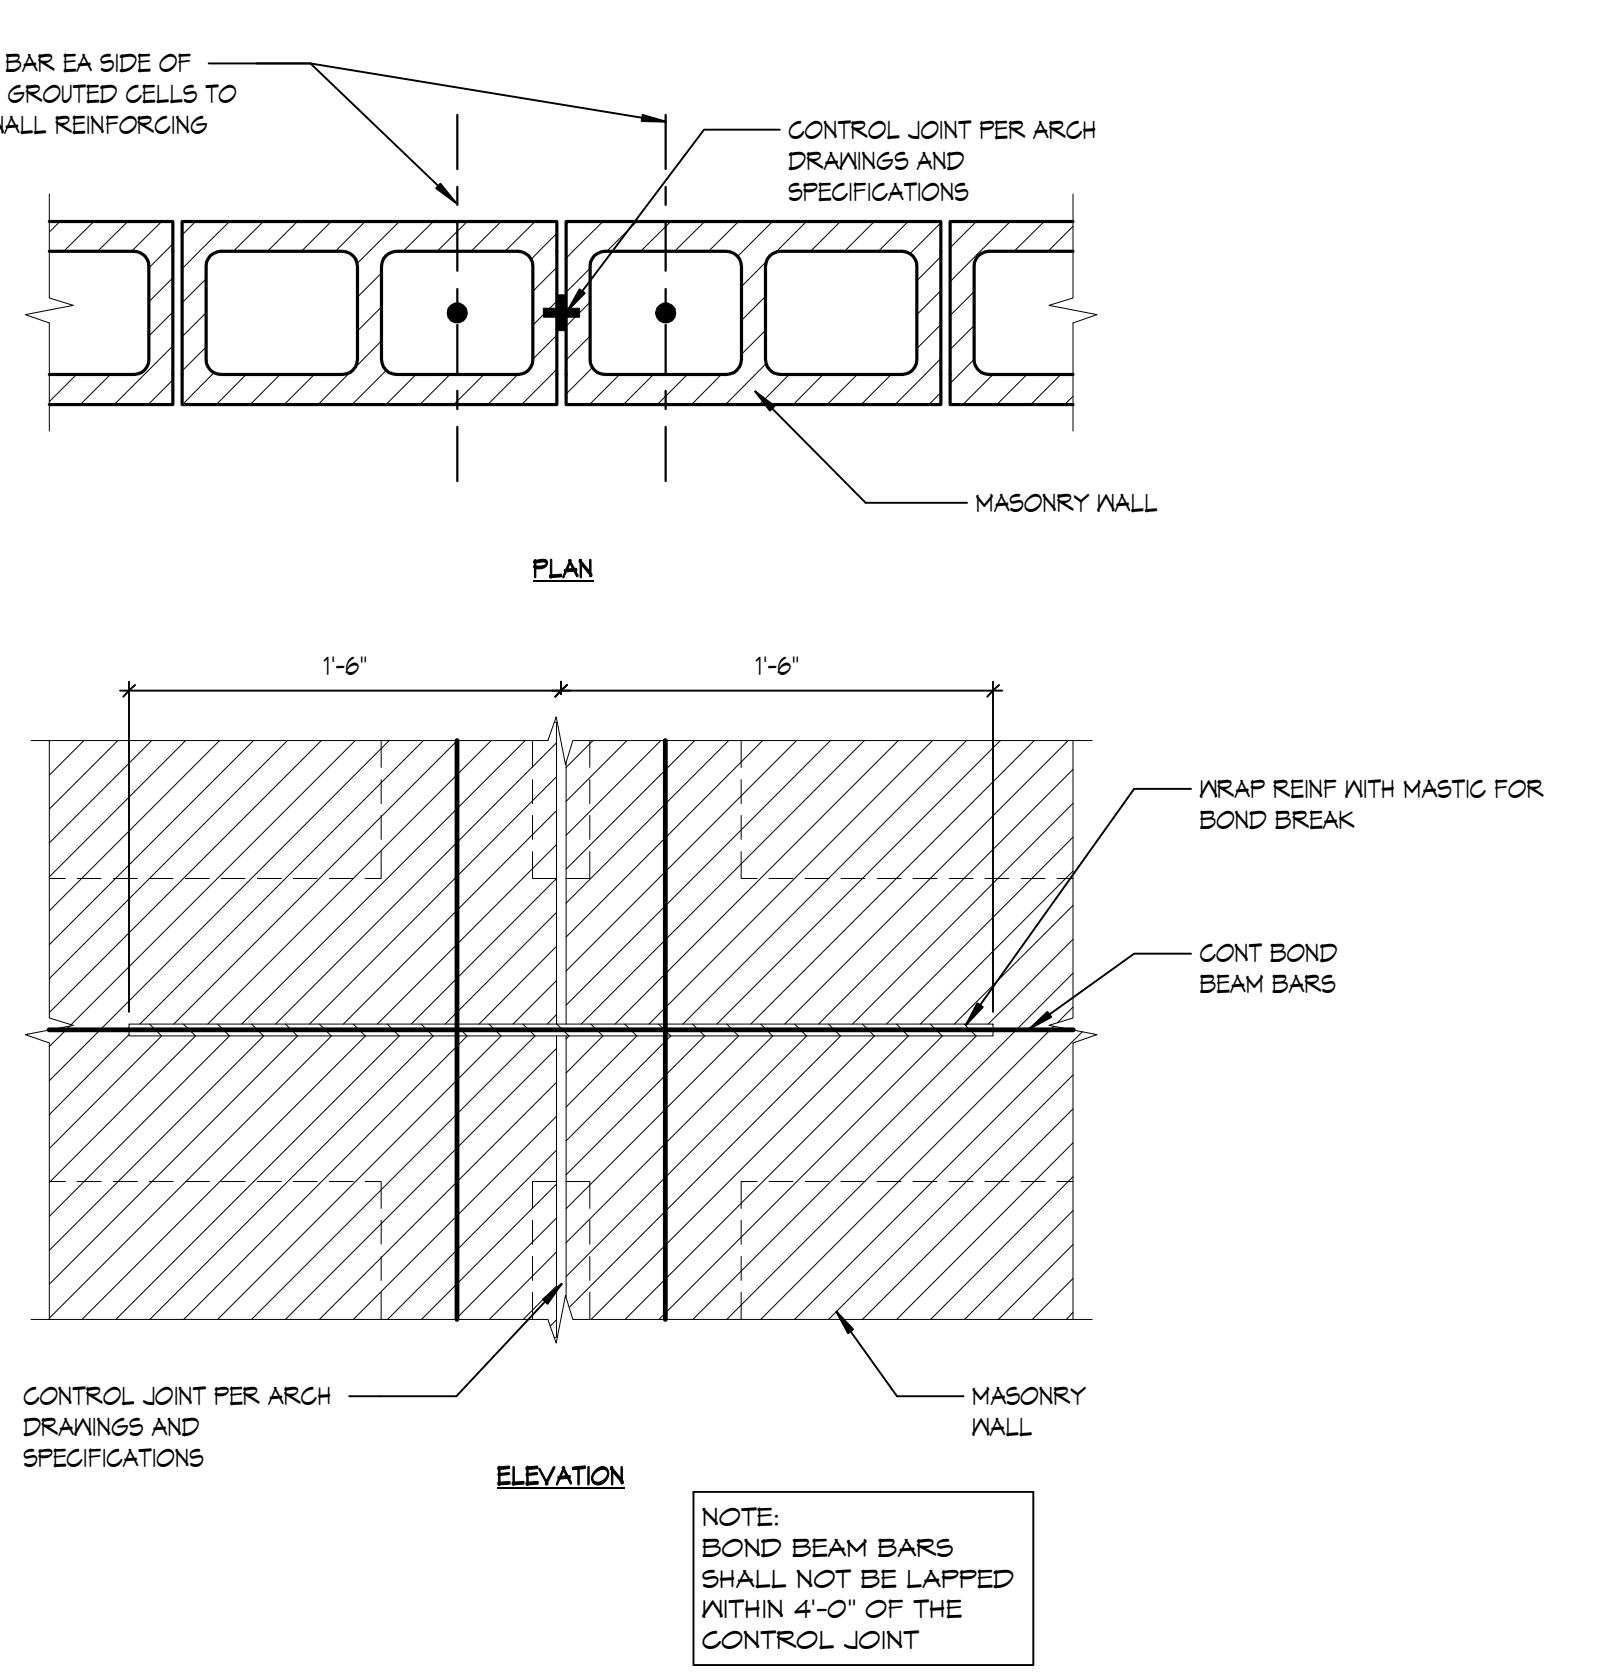 BAR EA SIDE OF
GROUTED CELLS TO
WALL REINFORCING
CONTROL JOINT PER ARCH
DRAWINGS AND
SPECIFICATIONS
MASONRY WALL
PLAN
1'-6" 1'-6"
WRAP REINF WITH MASTIC FOR
BOND BREAK
CONT BOND
BEAM BARS
CONTROL JOINT PER ARCH
DRAWINGS AND
SPECIFICATIONS
MASONRY
WALL
ELEVATION
NOTE:
BOND BEAM BARS
SHALL NOT BE LAPPED
WITHIN 4'-0" OF THE
CONTROL JOINT